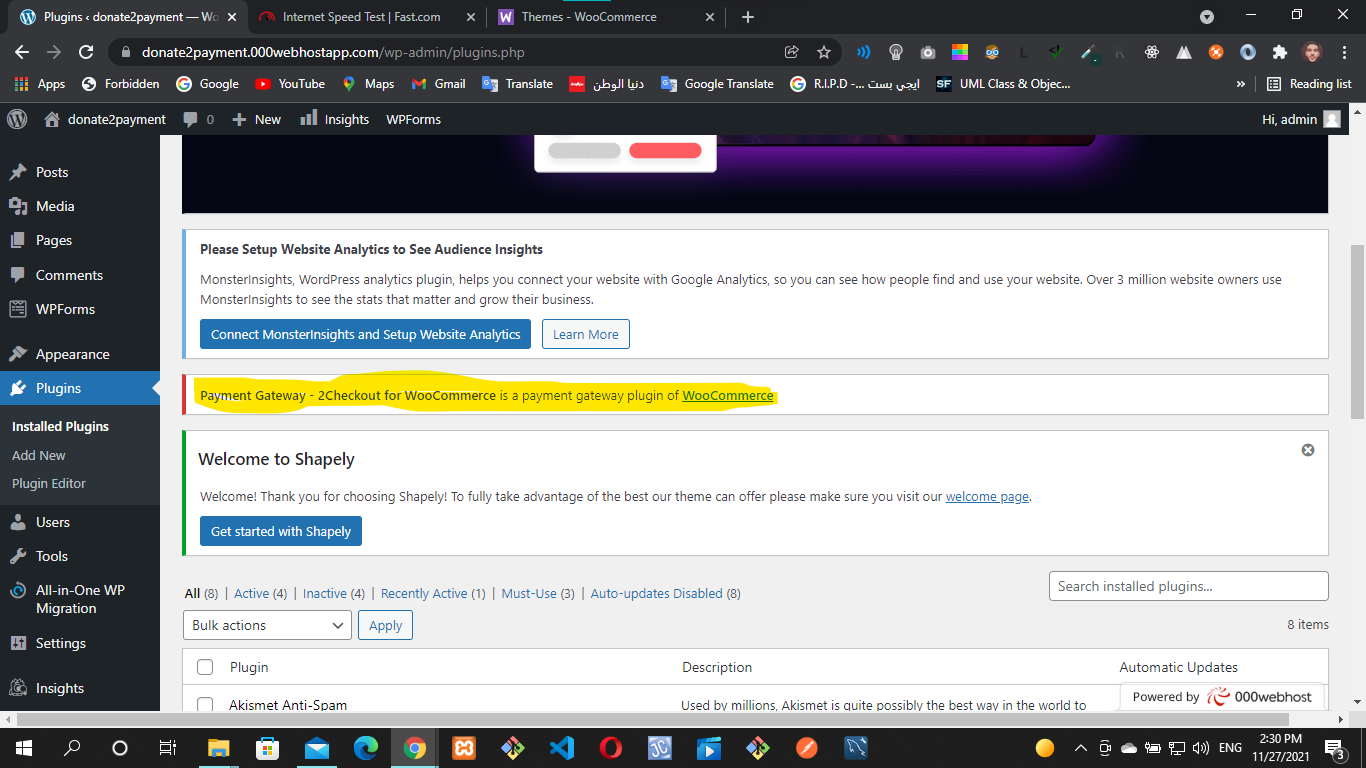 Plugins ‹ donate2payment — Wo
Internet Speed Test | Fast.com
Themes - WooCommerce
donate2payment.000webhostapp.com/wp-admin/plugins.php
Apps
Forbidden
Google
YouTube
Maps
Gmail
Translate
دنيا الوطن
Google Translate
R.I.P.D -... ايجي بست
UML Class & Objec...
»
Reading list
donate2payment
0
New
Insights
WPForms
Hi, admin
Posts
Media
Pages
Comments
WPForms
Appearance
Plugins
Installed Plugins
Add New
Plugin Editor
Users
Tools
All-in-One WP
Migration
Settings
Insights
Please Setup Website Analytics to See Audience Insights
MonsterInsights, WordPress analytics plugin, helps you connect your website with Google Analytics, so you can see how people find and use your website. Over 3 million website owners use
MonsterInsights to see the stats that matter and grow their business.
Connect MonsterInsights and Setup Website Analytics
Learn More
Payment Gateway - 2Checkout for WooCommerce is a payment gateway plugin of WooCommerce
Welcome to Shapely
Welcome! Thank you for choosing Shapely! To fully take advantage of the best our theme can offer please make sure you visit our welcome page.
Get started with Shapely
All (8) | Active (4) | Inactive (4) | Recently Active (1) | Must-Use (3) | Auto-updates Disabled (8)
Search installed plugins...
Bulk actions
Apply
8 items
Plugin
Description
Automatic Updates
Akismet Anti-Spam
Used by millions, Akismet is quite possibly the best way in the world to
Powered by 000webhost
ENG
2:30 PM
11/27/2021
3